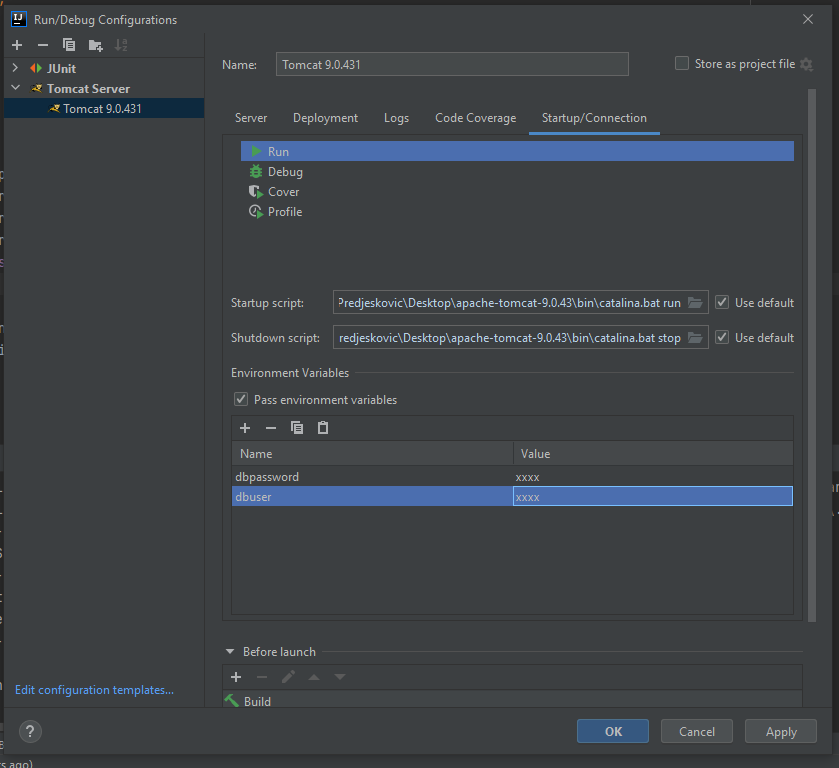 Run/Debug Configurations
JUnit
Tomcat Server
Tomcat 9.0.431
Edit configuration templates...
Name: Tomcat 9.0.431 Store as project file
Server Deployment Logs Code Coverage Startup/Connection
Run
Debug
Cover
Profile
Startup script: Predjeskovic\Desktop\apache-tomcat-9.0.43\bin\catalina.bat run Use default
Shutdown script: redjeskovic\Desktop\apache-tomcat-9.0.43\bin\catalina.bat stop Use default
Environment Variables
Pass environment variables
Name Value
dbpassword xxxx
dbuser xxxx
Before launch
Build
? OK Cancel Apply
s ago)